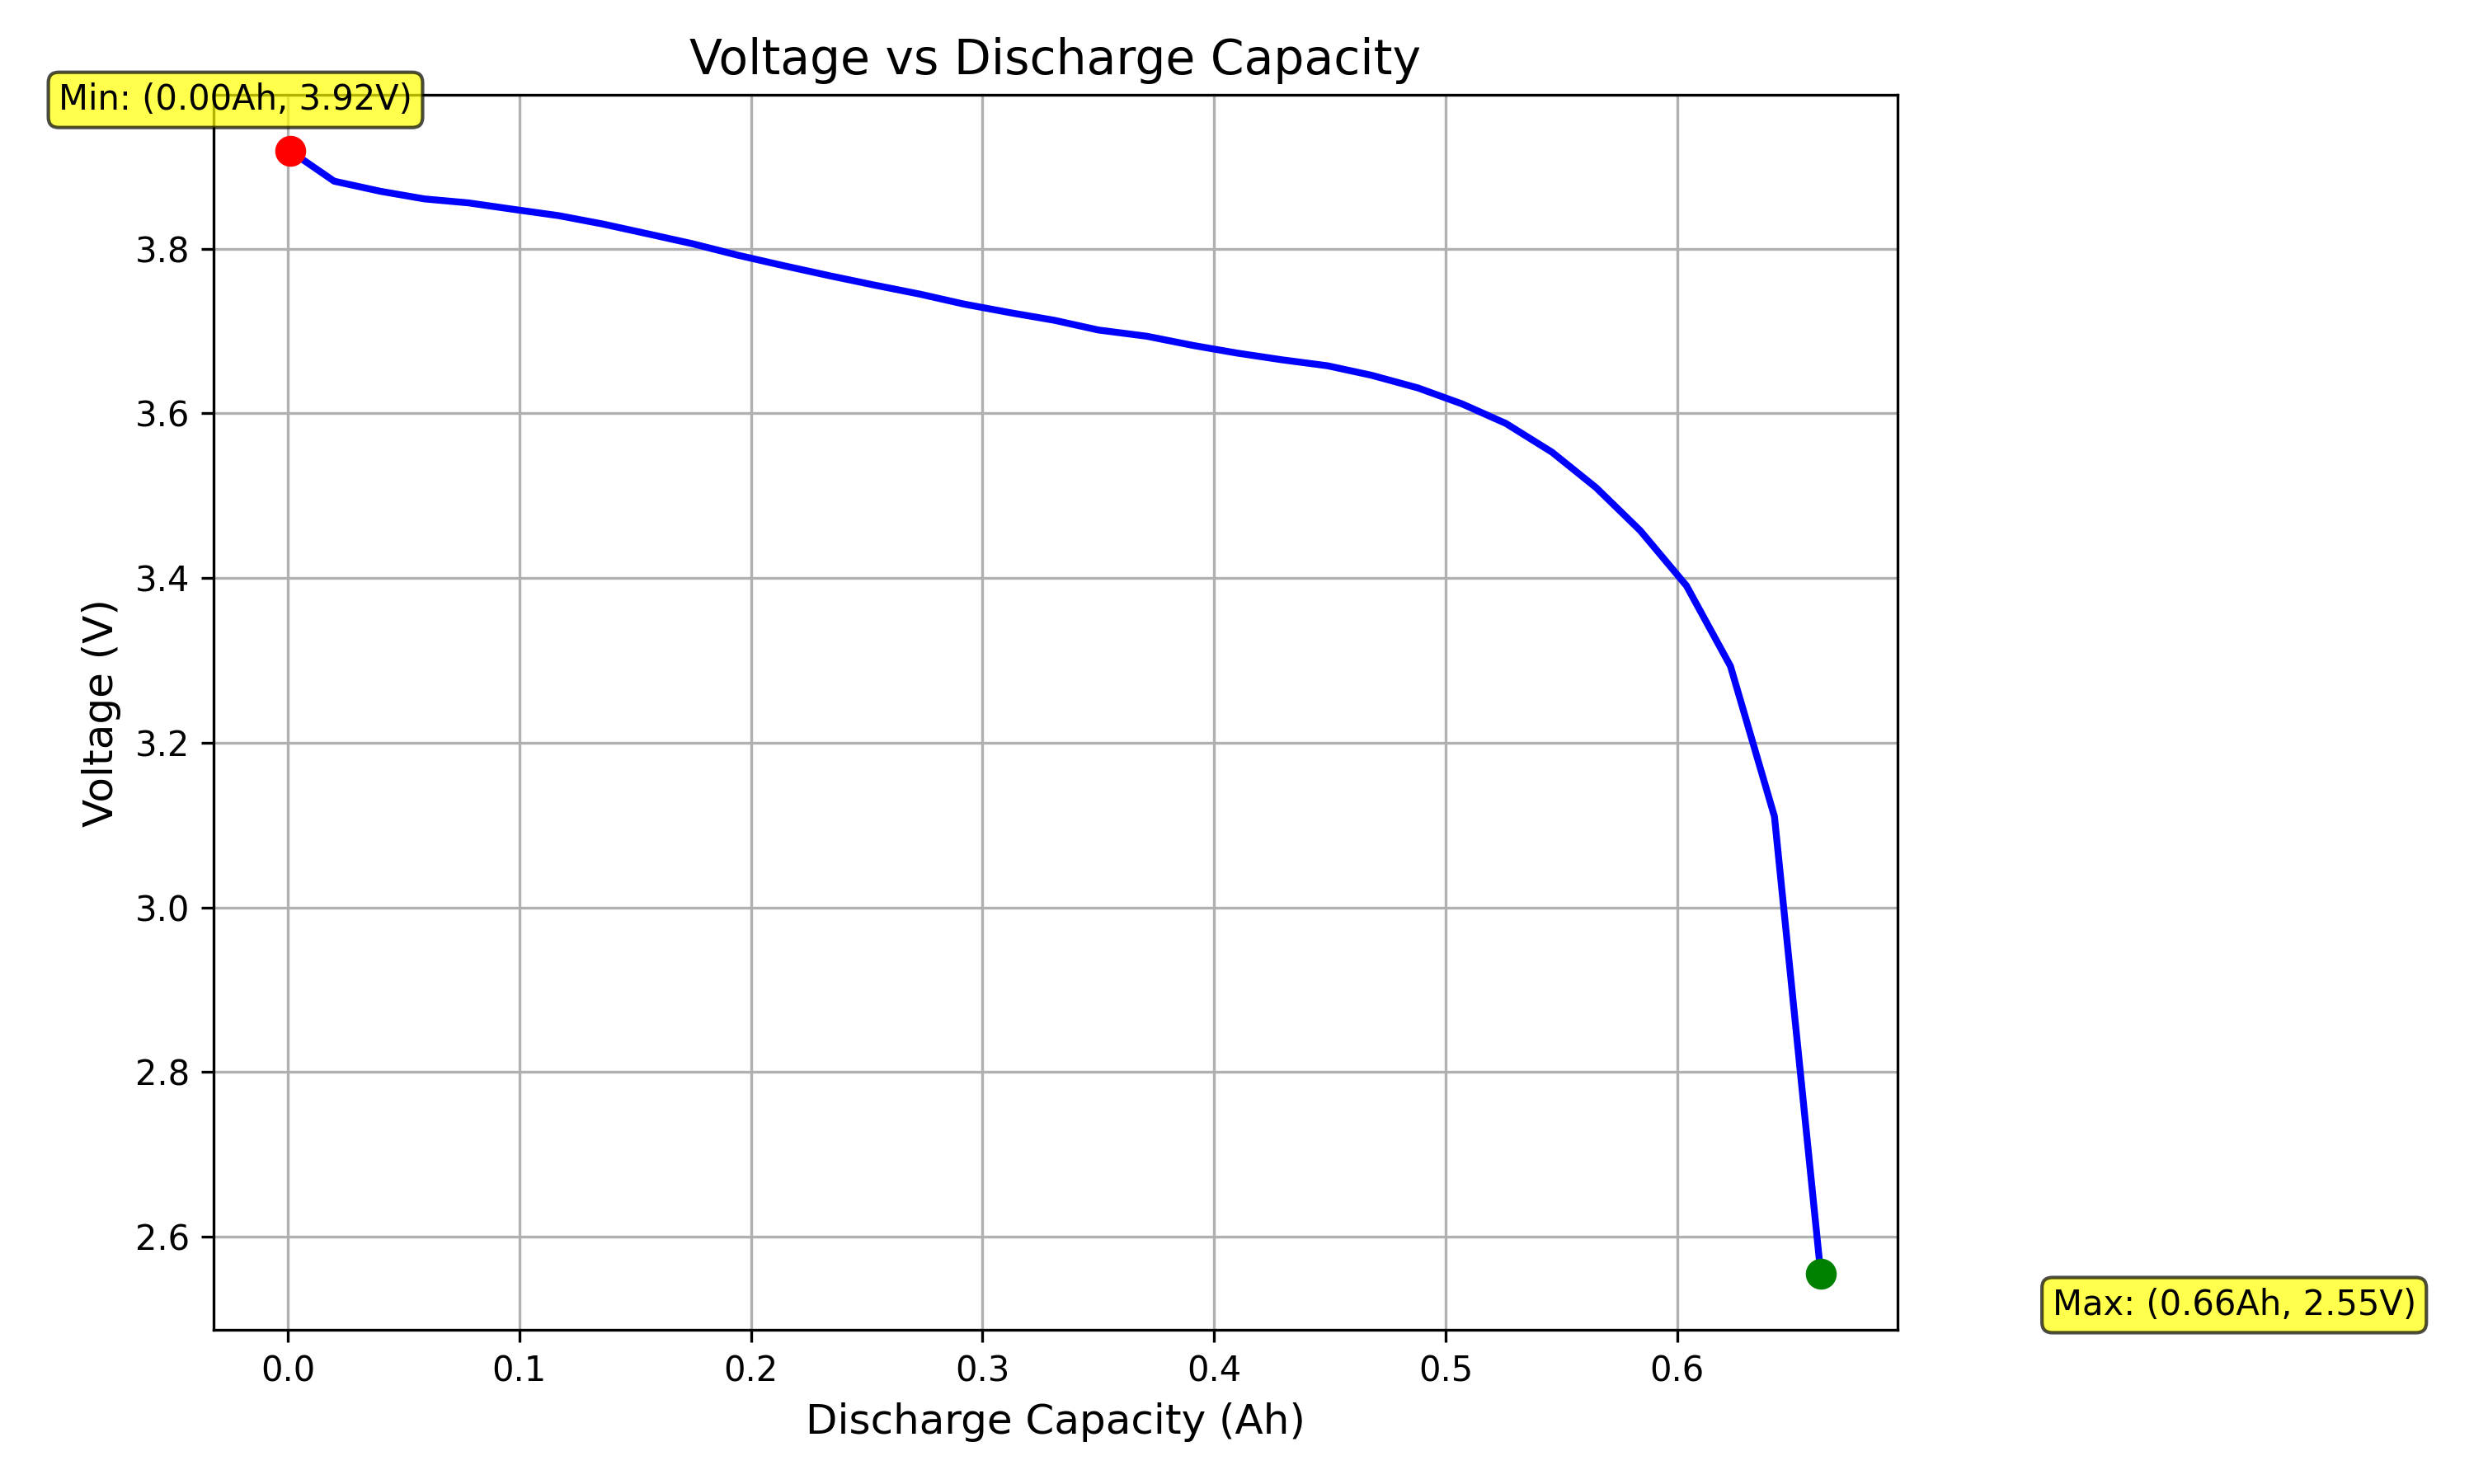 Voltage vs Discharge Capacity
Min: (0.00Ah, 3.92V)
3.8
3.6
3.4
3.2
3.0
2.8
2.6
Voltage (V)
Max: (0.66Ah, 2.55V)
0.0 0.1 0.2 0.3 0.4 0.5 0.6
Discharge Capacity (Ah)